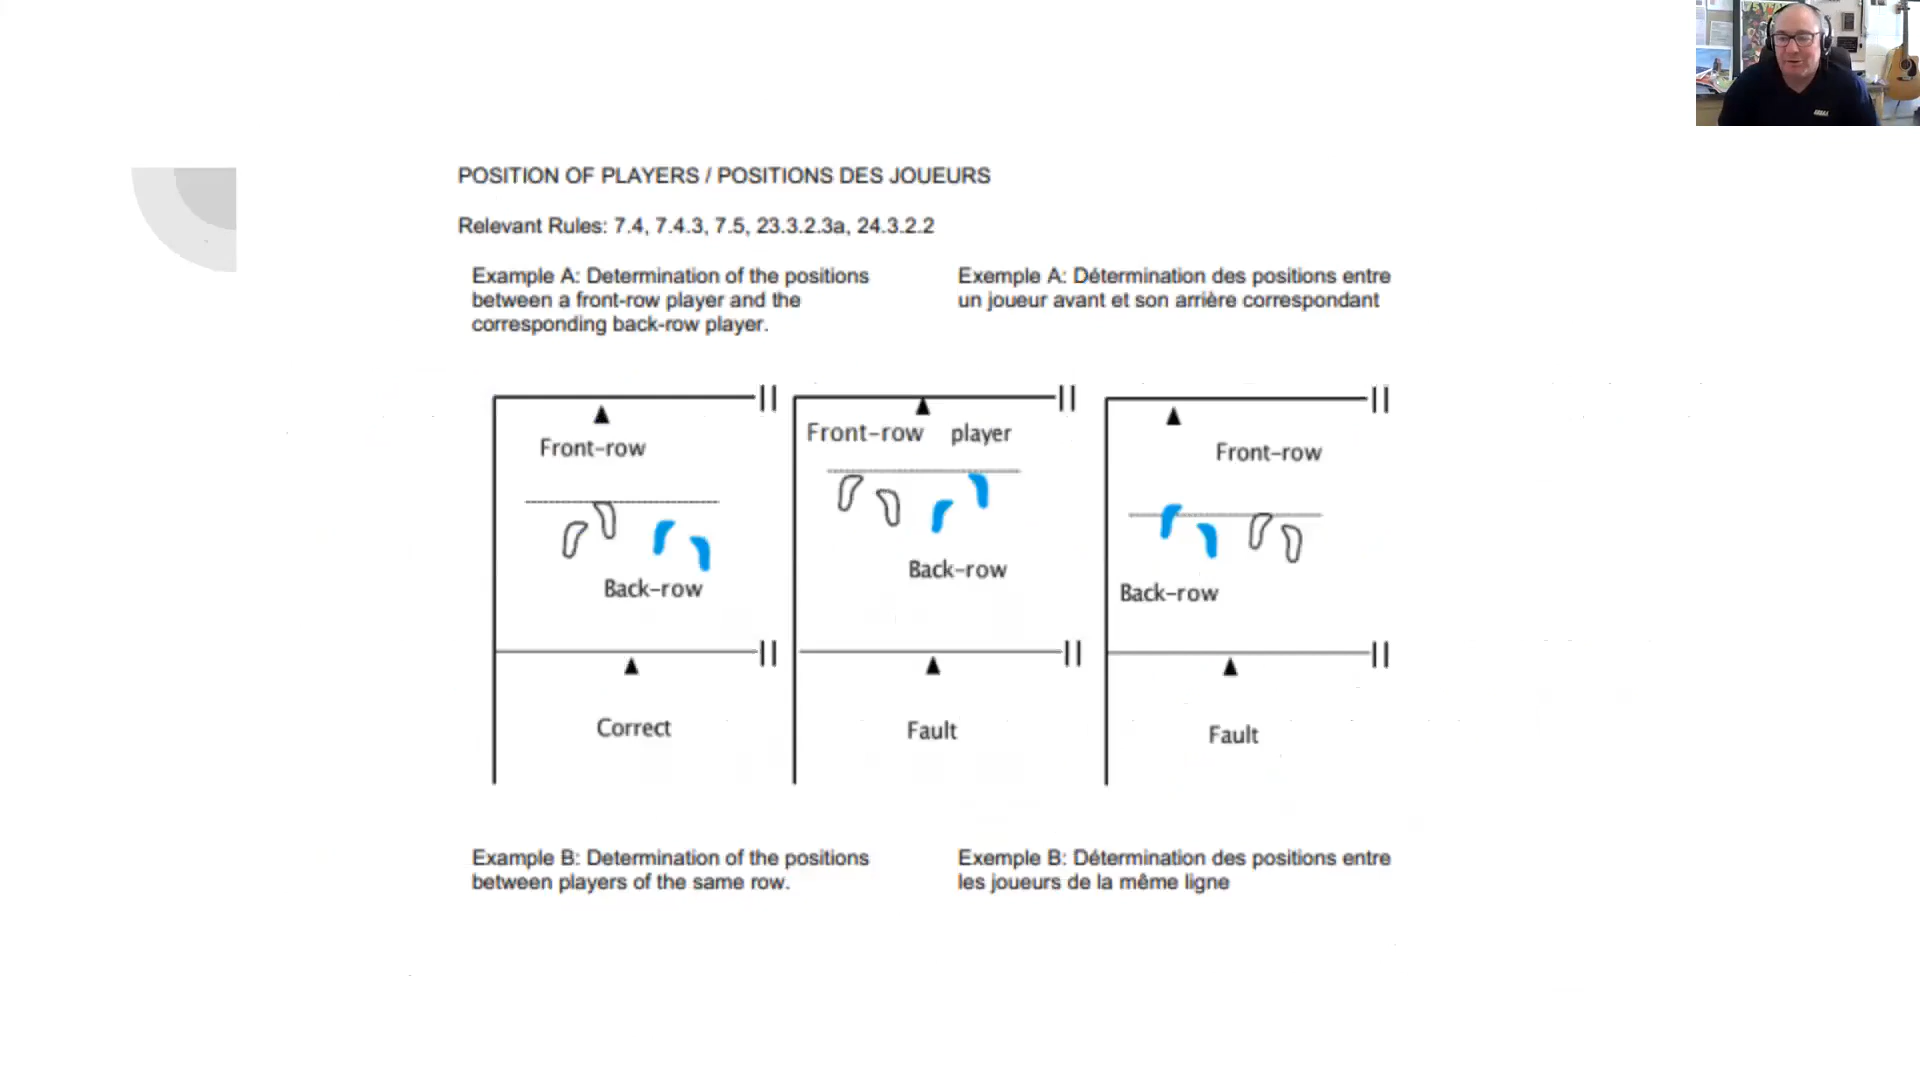 POSITION OF PLAYERS / POSITIONS DES JOUEURS
Relevant Rules: 7.4, 7.4.3, 7.5, 23.3.2.3a, 24.3.2.2
Example A: Determination of the positions
between a front-row player and the
corresponding back-row player.
Exemple A: Détermination des positions entre
un joueur avant et son arrière correspondant
Front-row
Back-row
Correct
Front-row player
Back-row
Fault
Front-row
Back-row
Fault
Example B: Determination of the positions
between players of the same row.
Exemple B: Détermination des positions entre
les joueurs de la même ligne